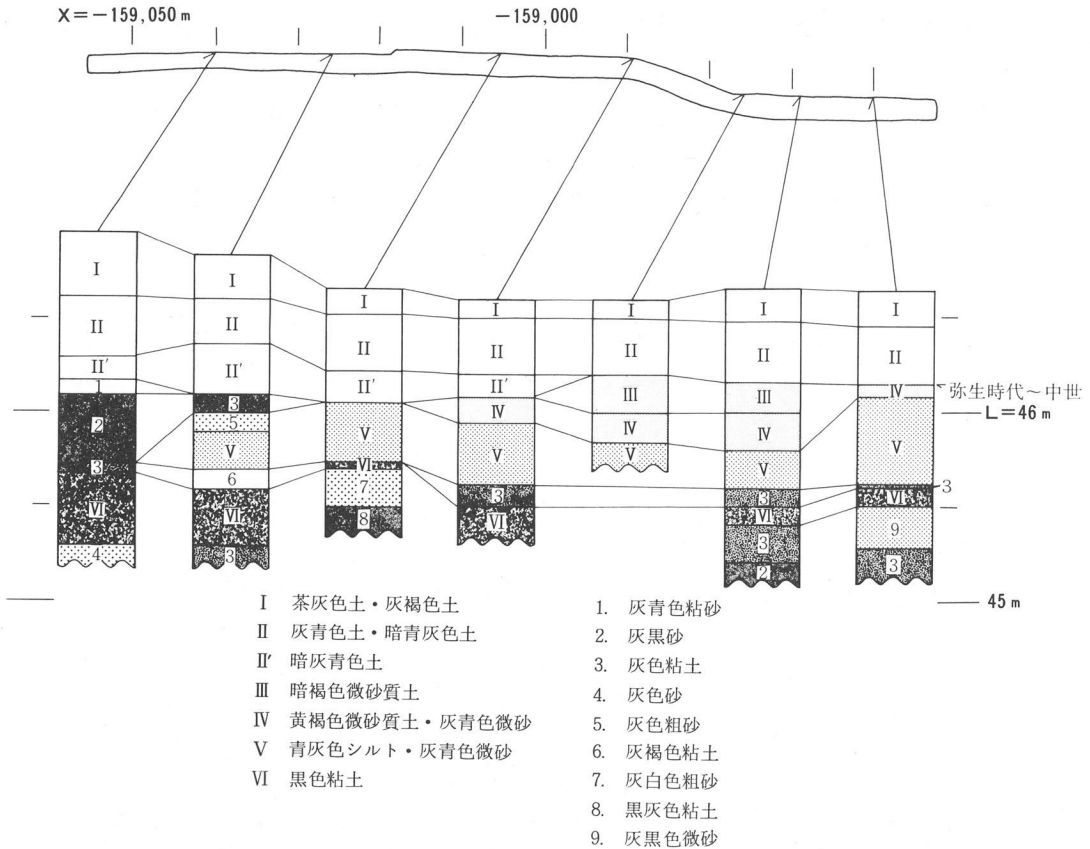 X=－159,050 m
－159,000
I
II
II′
1
2
3
VI
4
I
II
II′
3
5
V
6
VI
3
I
II
II′
V
VI
7
8
I
II
II′
IV
V
3
VI
I
II
III
IV
V
I
II
III
IV
V
3
VI
3
2
I
II
IV
V
VI
9
3
弥生時代～中世
L=46 m
3
45 m
I 茶灰色土・灰褐色土
II 灰青色土・暗青灰色土
II′ 暗灰青色土
III 暗褐色微砂質土
IV 黄褐色微砂質土・灰青色微砂
V 青灰色シルト・灰青色微砂
VI 黒色粘土
1. 灰青色粘砂
2. 灰黒砂
3. 灰色粘土
4. 灰色砂
5. 灰色粗砂
6. 灰褐色粘土
7. 灰白色粗砂
8. 黒灰色粘土
9. 灰黒色微砂